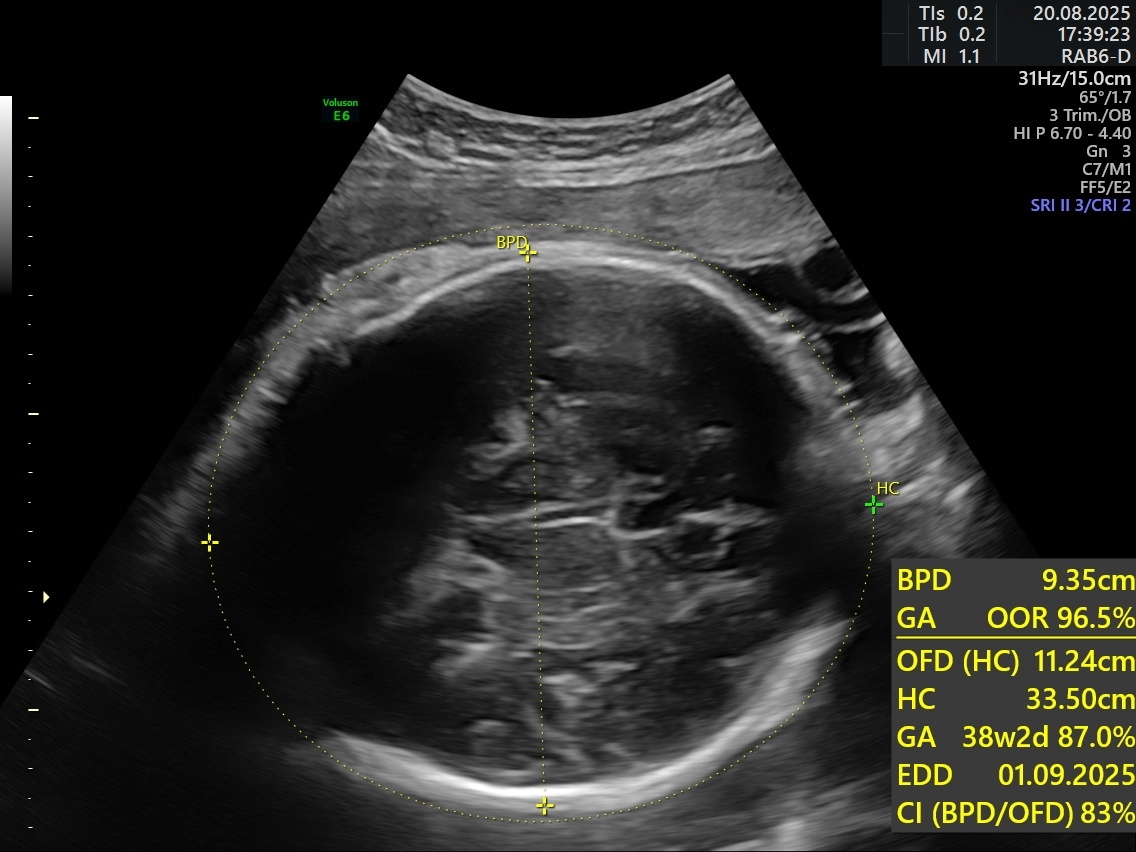 TIs 0.2 20.08.2025
TIb 0.2 17:39:23
MI 1.1 RAB6-D
31Hz/15.0cm
65°/1.7
3 Trim./OB
HI P 6.70 - 4.40
Gn 3
C7/M1
FF5/E2
SRI II 3/CRI 2
Voluson
E6
BPD
HC
BPD 9.35cm
GA OOR 96.5%
OFD (HC) 11.24cm
HC 33.50cm
GA 38w2d 87.0%
EDD 01.09.2025
CI (BPD/OFD) 83%